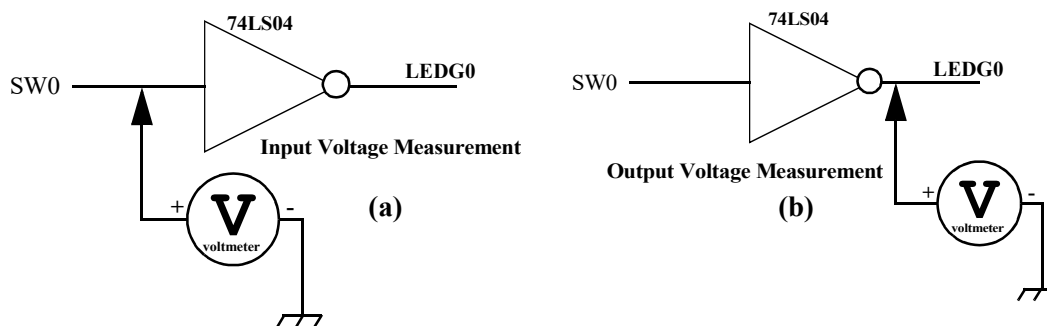 74LS04
SW0
LEDG0
Input Voltage Measurement
+
V
-
voltmeter
(a)
74LS04
SW0
LEDG0
Output Voltage Measurement
+
V
-
voltmeter
(b)